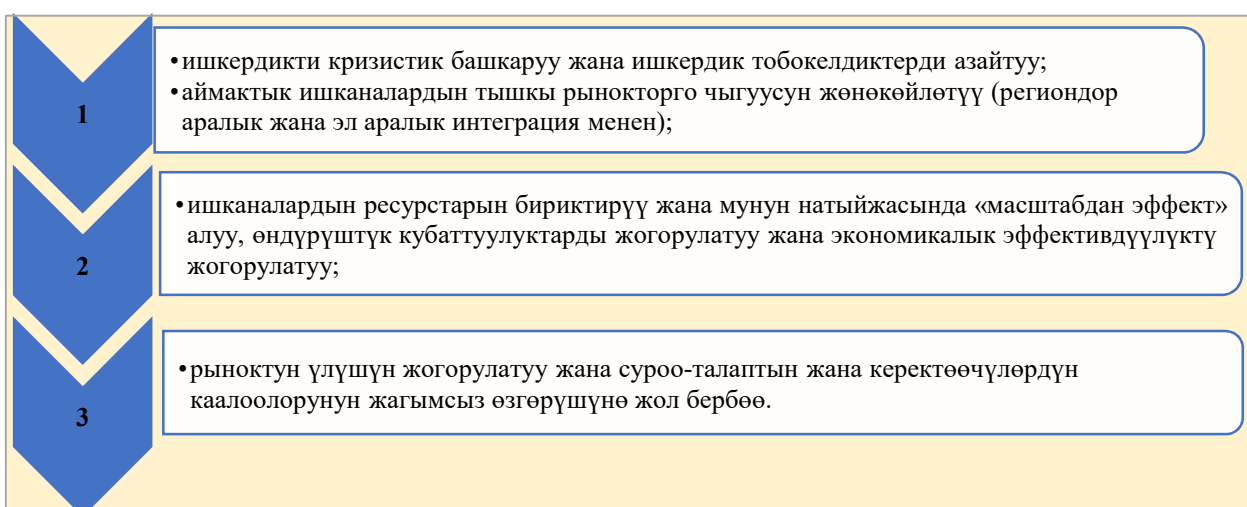 1
•ишкердикти кризистик башкаруу жана ишкердик тобокелдиктерди азайтуу;
•аймактык ишканалардын тышкы рынокторго чыгуусун жөнөкөйлөтүү (региондор
аралык жана эл аралык интеграция менен);
2
•ишканалардын ресурстарын бириктирүү жана мунун натыйжасында «масштабдан эффект»
алуу, өндүрүштүк кубаттуулуктарды жогорулатуу жана экономикалык эффективдүүлүктү
жогорулатуу;
3
•рыноктун үлүшүн жогорулатуу жана суроо-талаптын жана керектөөчүлөрдүн
каалоолорунун жагымсыз өзгөрүшүнө жол бербөө.